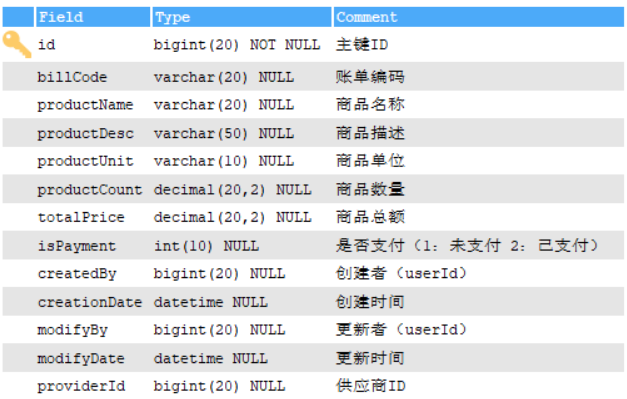 Field Type Comment
id bigint(20) NOT NULL 主键ID
billCode varchar(20) NULL 账单编码
productName varchar(20) NULL 商品名称
productDesc varchar(50) NULL 商品描述
productUnit varchar(10) NULL 商品单位
productCount decimal(20,2) NULL 商品数量
totalPrice decimal(20,2) NULL 商品总额
isPayment int(10) NULL 是否支付（1：未支付 2：已支付）
createdBy bigint(20) NULL 创建者（userId）
creationDate datetime NULL 创建时间
modifyBy bigint(20) NULL 更新者（userId）
modifyDate datetime NULL 更新时间
providerId bigint(20) NULL 供应商ID